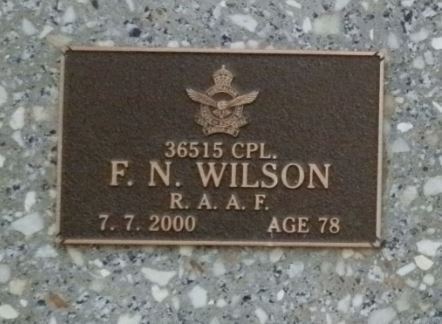 36515 CPL.
F. N. WILSON
R. A. A. F.
7. 7. 2000 AGE 78